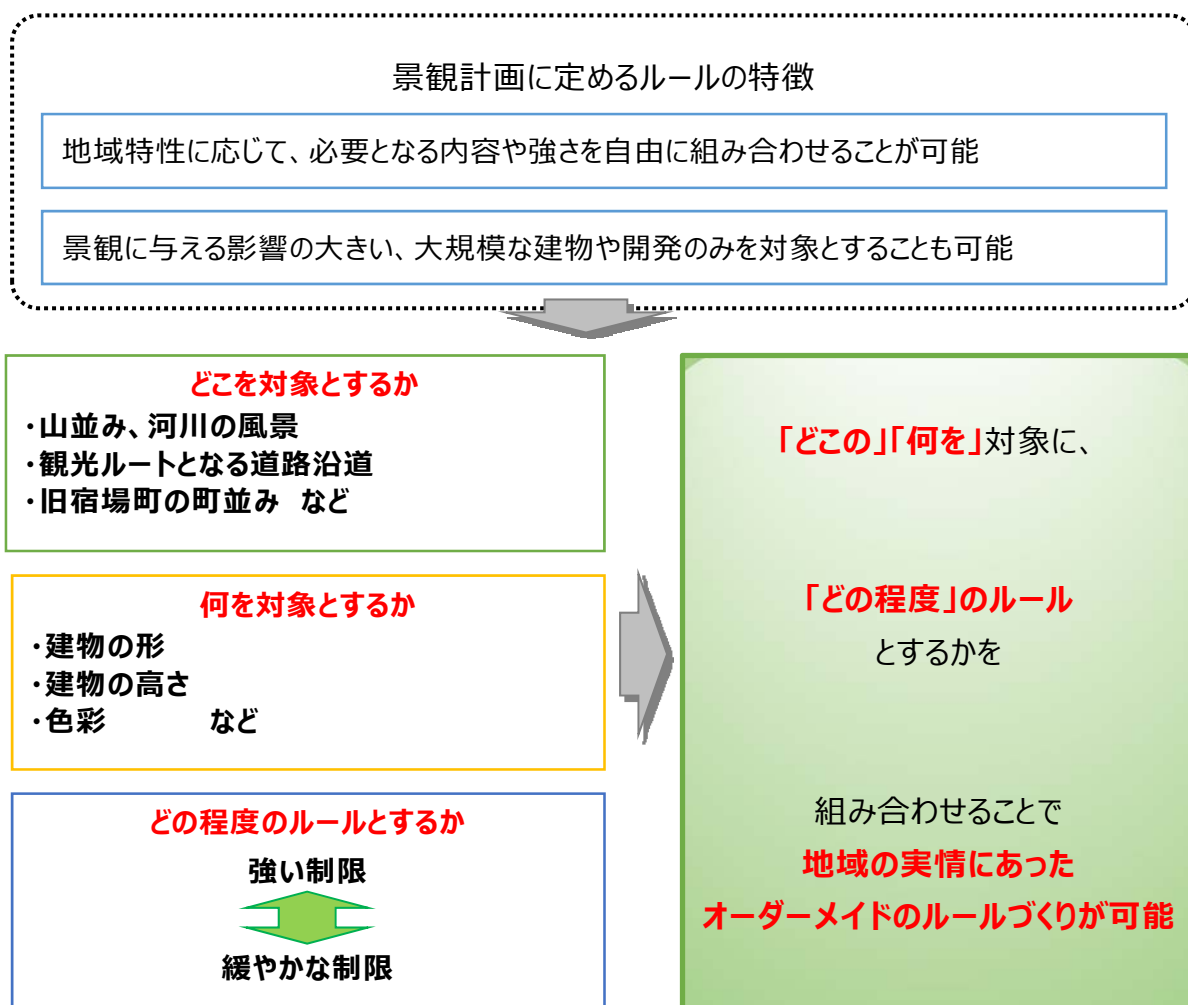 景観計画に定めるルールの特徴
地域特性に応じて、必要となる内容や強さを自由に組み合わせることが可能
景観に与える影響の大きい、大規模な建物や開発のみを対象とすることも可能
どこを対象とするか
・山並み、河川の風景
・観光ルートとなる道路沿道
・旧宿場町の町並み など
何を対象とするか
・建物の形
・建物の高さ
・色彩 など
どの程度のルールとするか
強い制限
緩やかな制限
「どこの」「何を」対象に、
「どの程度」のルール
とするかを
組み合わせることで
地域の実情にあった
オーダーメイドのルールづくりが可能